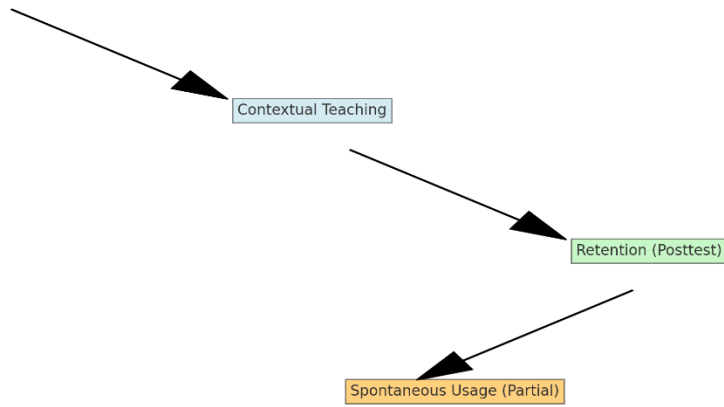 Contextual Teaching
Retention (Posttest)
Spontaneous Usage (Partial)